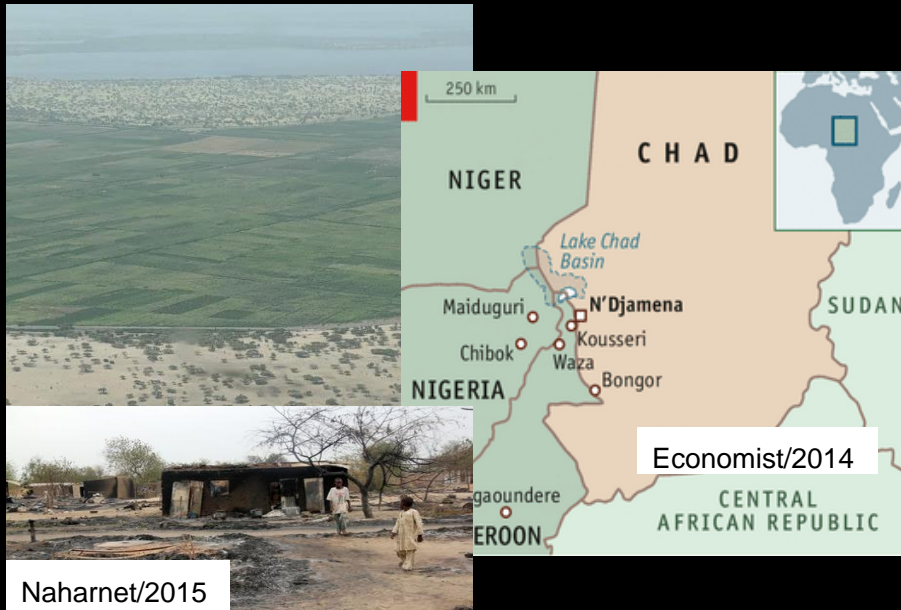 250 km
CHAD
NIGER
Lake Chad
Basin
Maiduguri
N'Djamena
SUDAN
Kousseri
Chibok
Waza
Bongor
NIGERIA
Economist/2014
gaoundere
CENTRAL
AFRICAN REPUBLIC
EROON
Naharnet/2015